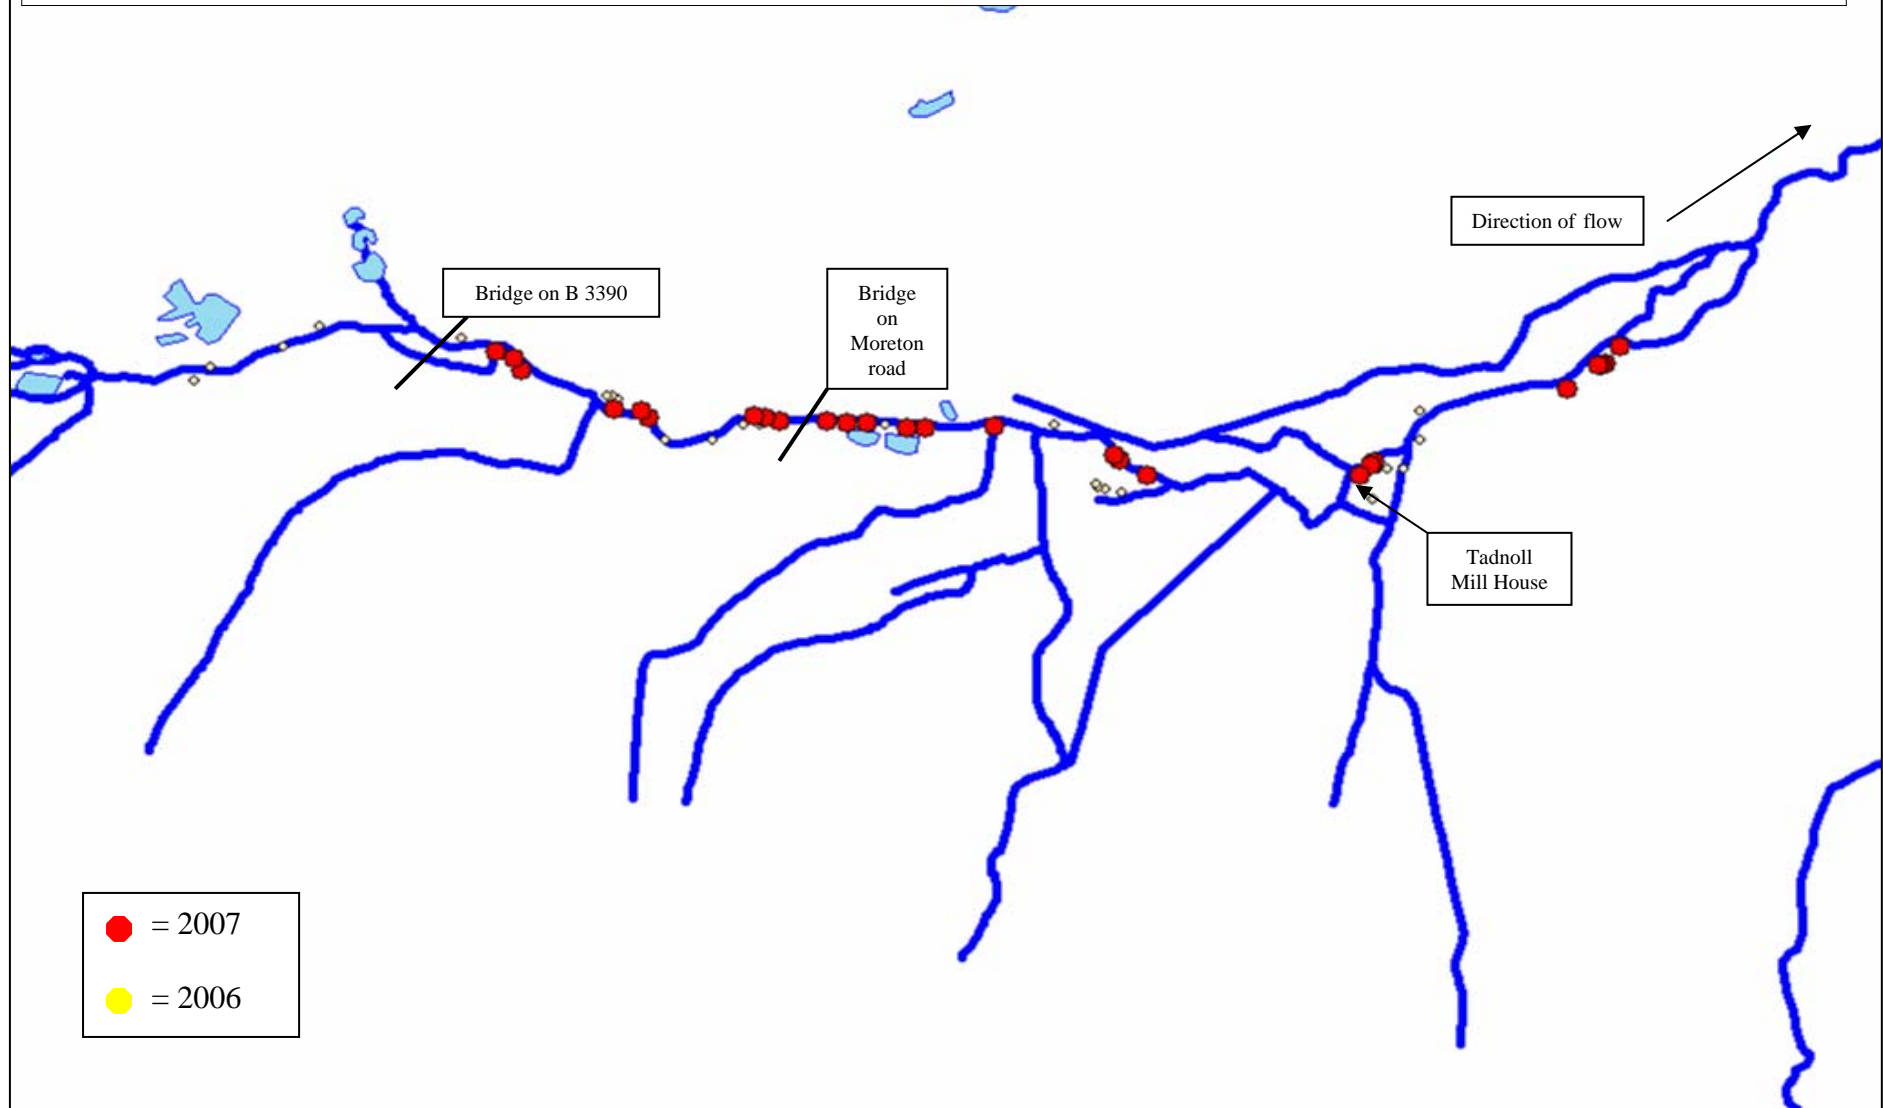 Direction of flow
Bridge on B 3390
Bridge
on
Moreton
road
Tadnoll
Mill House
= 2007
= 2006